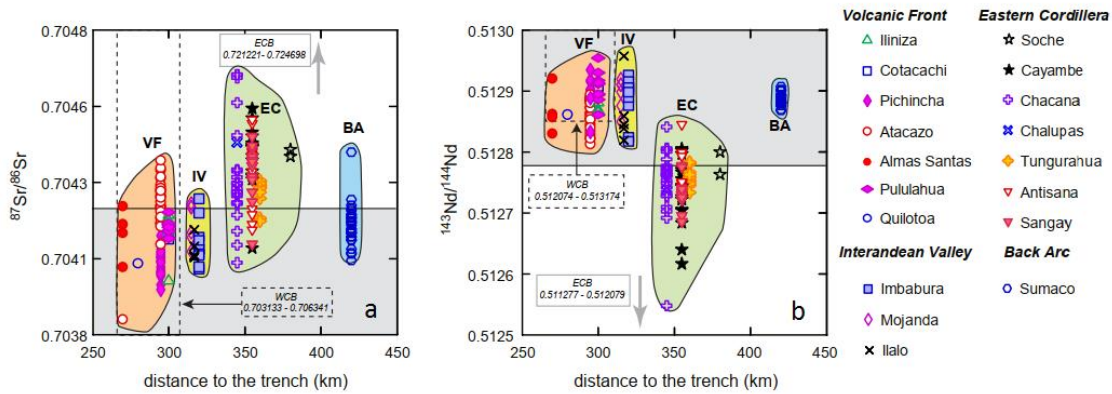 0.7048
0.7046
0.7043
0.7041
0.7038
⁸⁷Sr/⁸⁶Sr
ECB
0.721221- 0.724698
VF
IV
EC
BA
WCB
0.703133 - 0.706341
a
250
300
350
400
450
distance to the trench (km)
0.5130
0.5129
0.5128
0.5127
0.5126
0.5125
¹⁴³Nd/¹⁴⁴Nd
VF
IV
EC
BA
WCB
0.512074 - 0.513174
ECB
0.511277 - 0.512079
b
250
300
350
400
450
distance to the trench (km)
Volcanic Front
Iliniza
Cotacachi
Pichincha
Atacazo
Almas Santas
Pululahua
Quilotoa
Interandean Valley
Imbabura
Mojanda
Ilalo
Eastern Cordillera
Soche
Cayambe
Chacana
Chalupas
Tungurahua
Antisana
Sangay
Back Arc
Sumaco